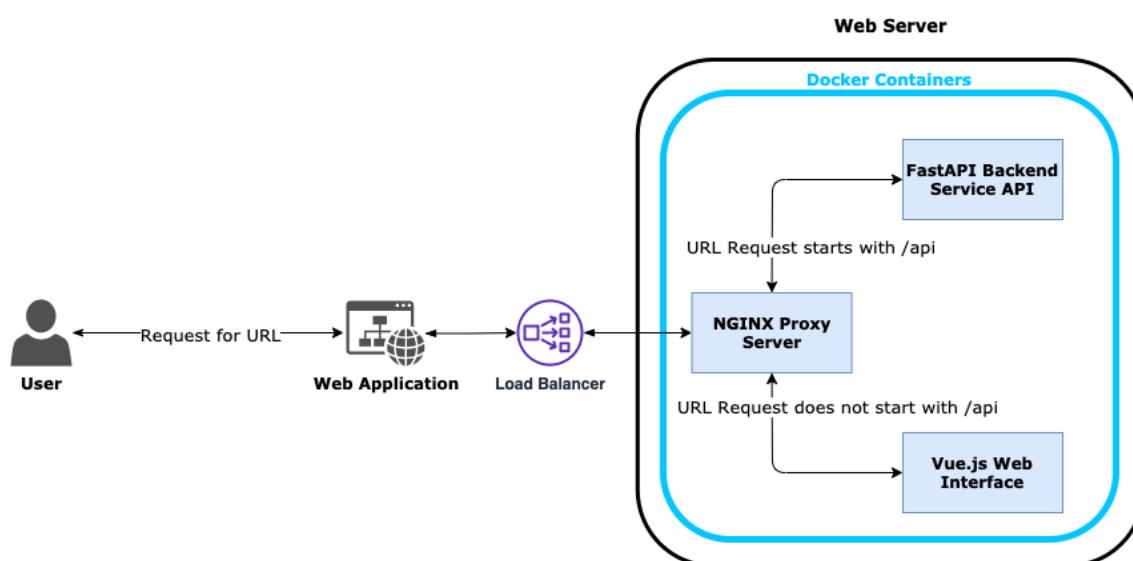 Web Server
Docker Containers
FastAPI Backend
Service API
URL Request starts with /api
NGINX Proxy
Server
Request for URL
User
Web Application
Load Balancer
URL Request does not start with /api
Vue.js Web
Interface